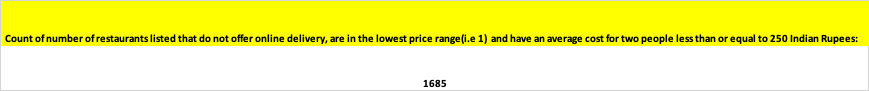 Count of number of restaurants listed that do not offer online delivery, are in the lowest price range(i.e 1)  and have an average cost for two people less than or equal to 250 Indian Rupees:
1685